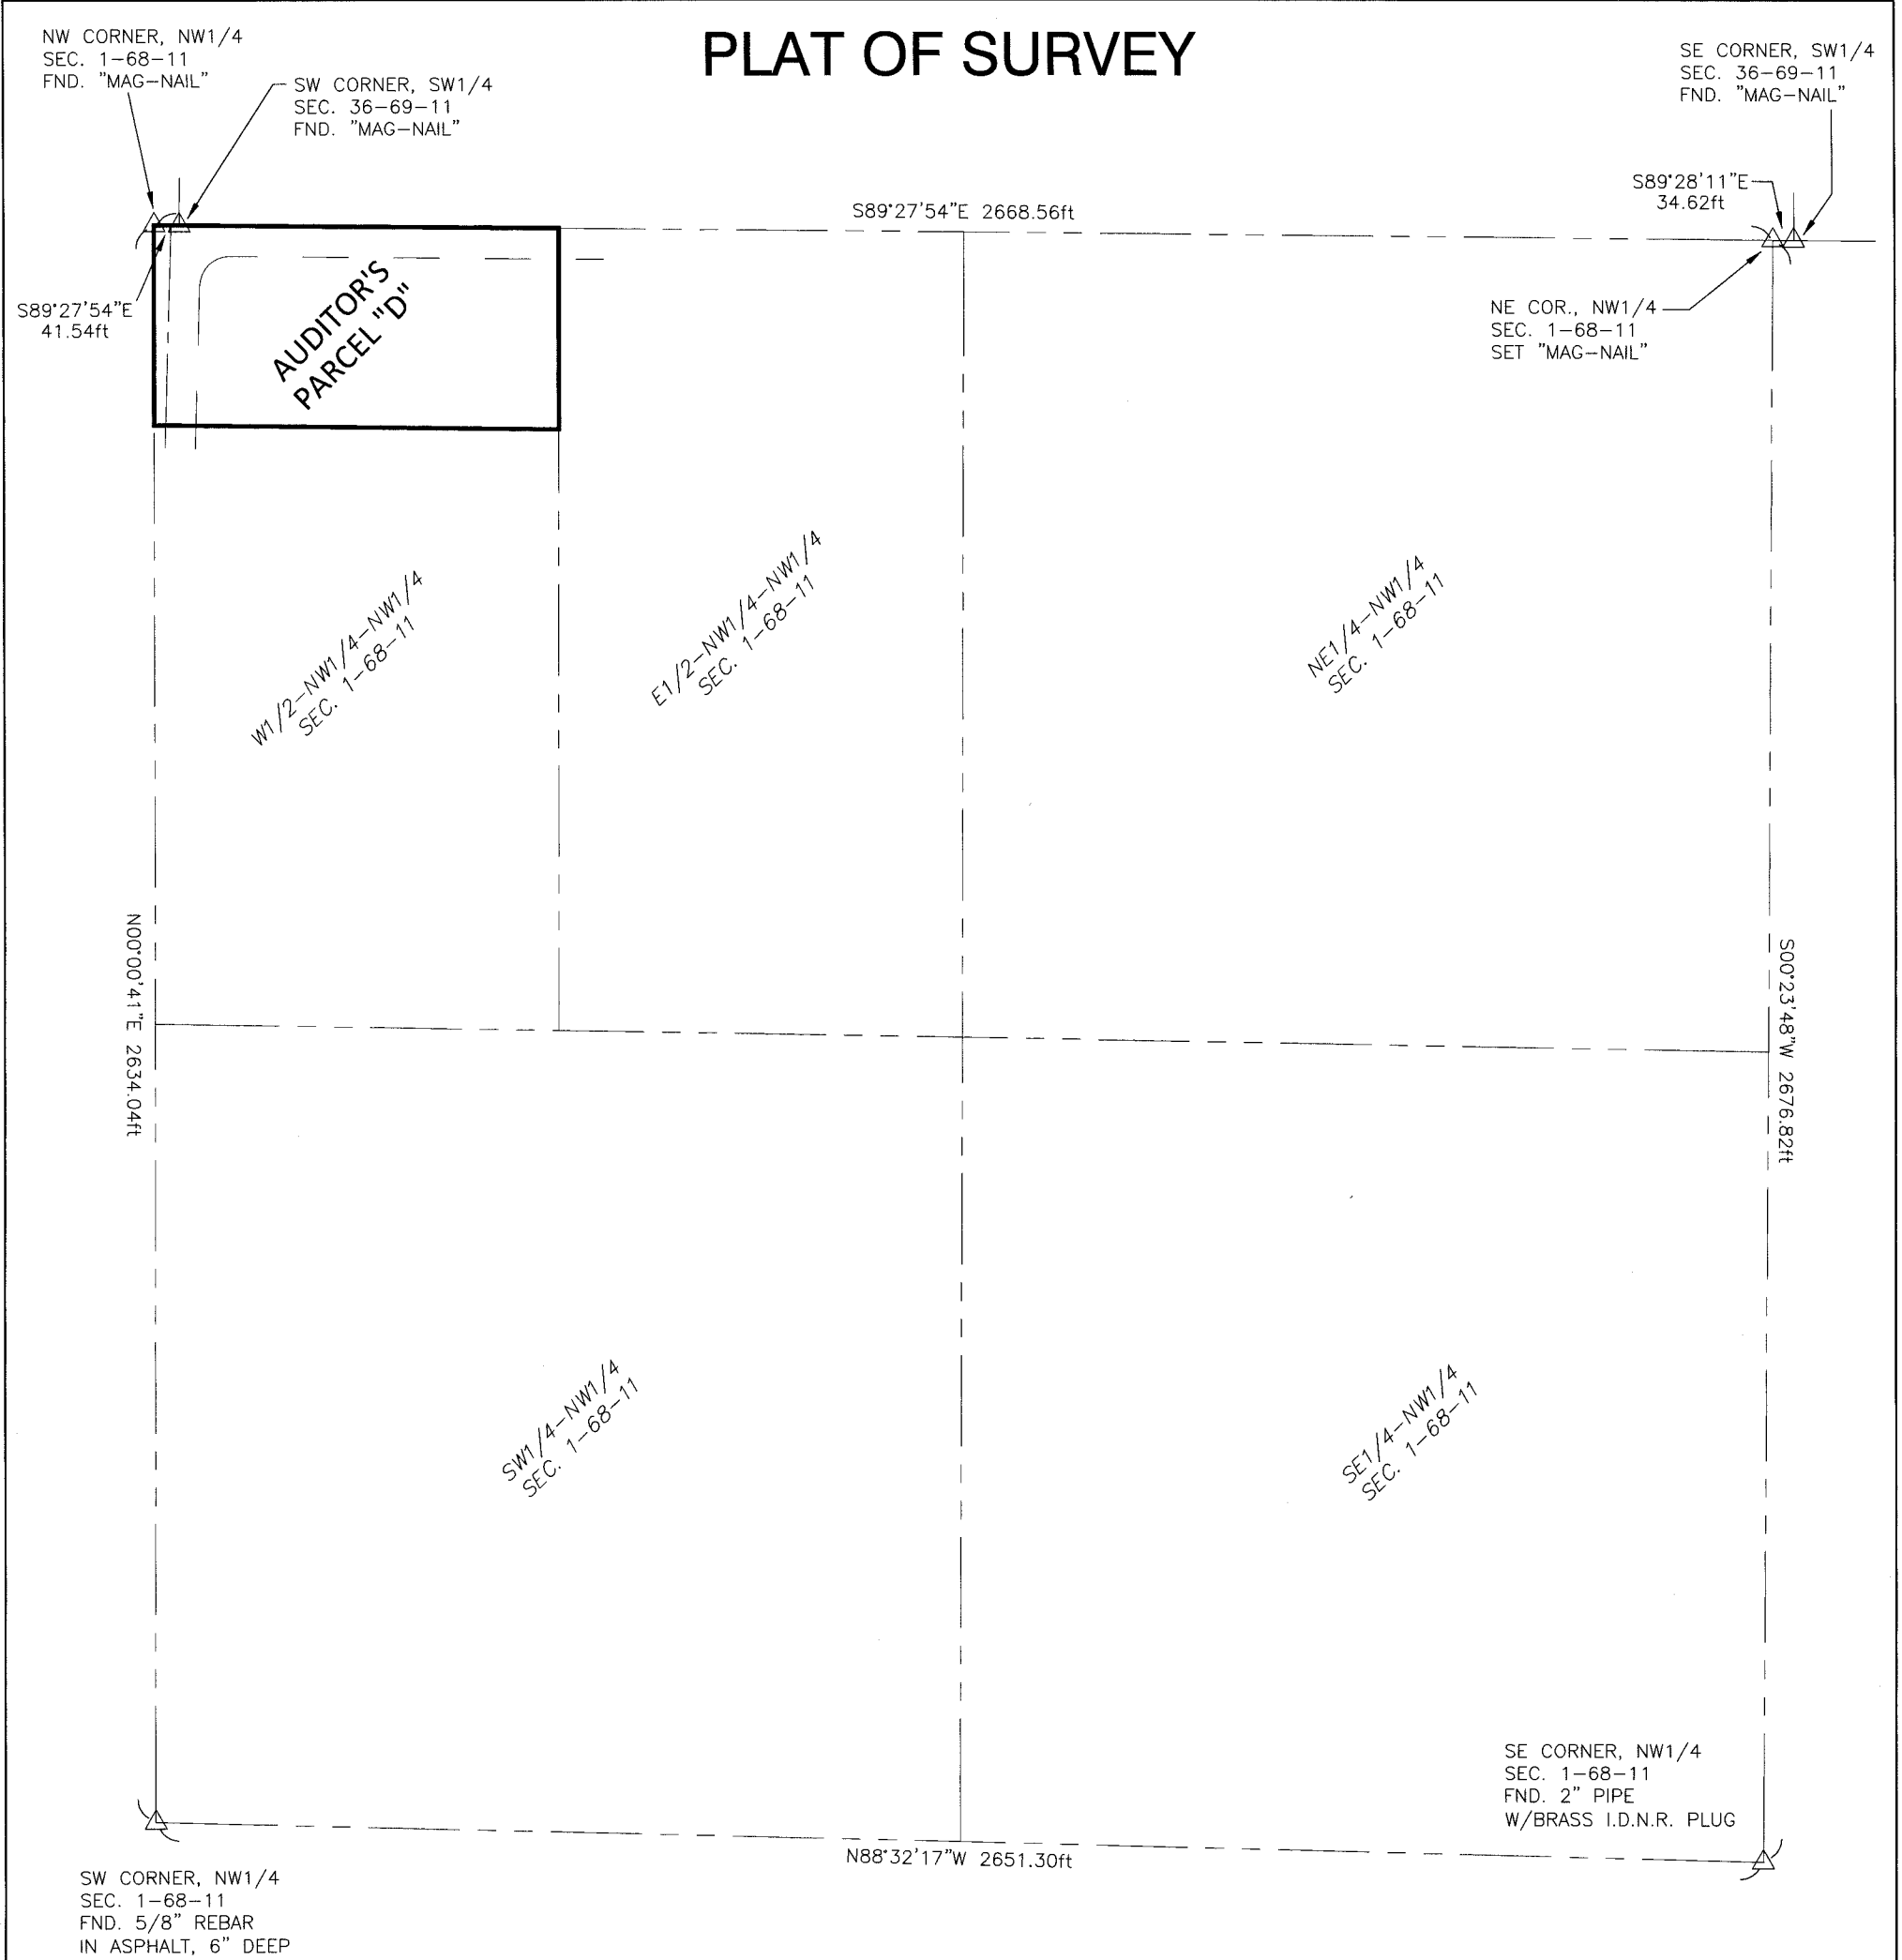 PLAT OF SURVEY
NW CORNER, NW1/4
SEC. 1-68-11
FND. "MAG-NAIL"
SW CORNER, SW1/4
SEC. 36-69-11
FND. "MAG-NAIL"
SE CORNER, SW1/4
SEC. 36-69-11
FND. "MAG-NAIL"
S89°28'11"E
34.62ft
S89°27'54"E 2668.56ft
S89°27'54"E
41.54ft
AUDITOR'S
PARCEL "D"
NE COR., NW1/4
SEC. 1-68-11
SET "MAG-NAIL"
W1/2-NW1/4-NW1/4
SEC. 1-68-11
E1/2-NW1/4-NW1/4
SEC. 1-68-11
NE1/4-NW1/4
SEC. 1-68-11
N00°00'41"E 2634.04ft
S00°23'48"W 2676.82ft
SW1/4-NW1/4
SEC. 1-68-11
SE1/4-NW1/4
SEC. 1-68-11
SE CORNER, NW1/4
SEC. 1-68-11
FND. 2" PIPE
W/BRASS I.D.N.R. PLUG
N88°32'17"W 2651.30ft
SW CORNER, NW1/4
SEC. 1-68-11
FND. 5/8" REBAR
IN ASPHALT, 6" DEEP